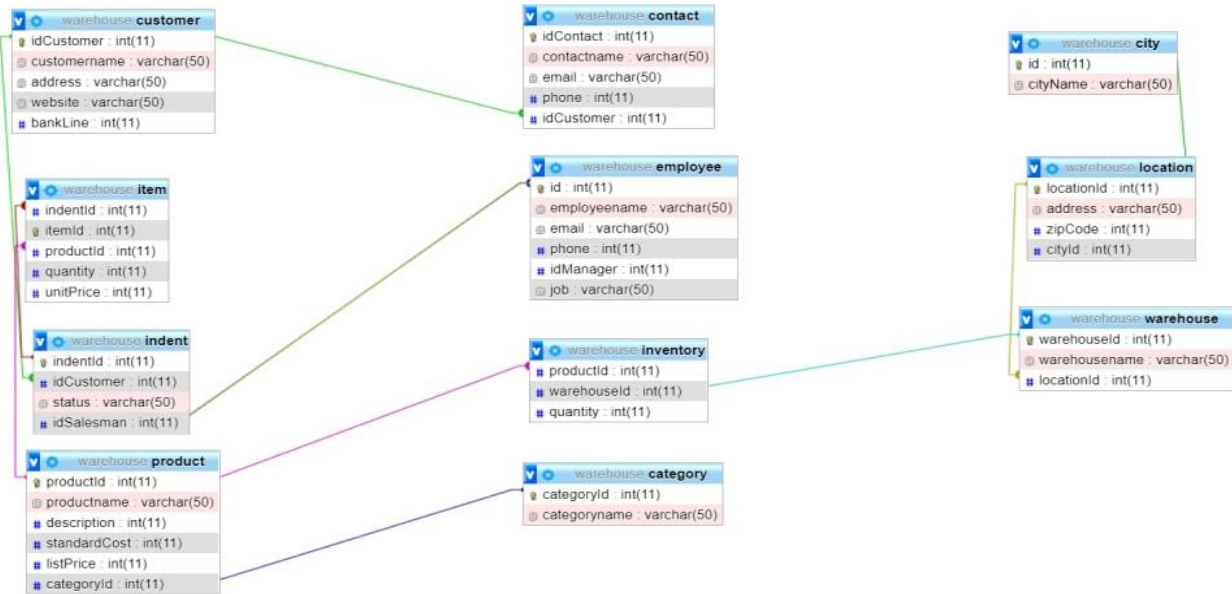 warehouse customer
idCustomer : int(11)
customername : varchar(50)
address : varchar(50)
website : varchar(50)
# bankLine : int(11)
warehouse contact
idContact : int(11)
contactname : varchar(50)
email : varchar(50)
# phone : int(11)
# idCustomer : int(11)
warehouse city
id : int(11)
cityName : varchar(50)
warehouse item
# indentId : int(11)
itemId : int(11)
# productId : int(11)
# quantity : int(11)
# unitPrice : int(11)
warehouse employee
id : int(11)
employeename : varchar(50)
email : varchar(50)
# phone : int(11)
# idManager : int(11)
job : varchar(50)
warehouse location
locationId : int(11)
address : varchar(50)
# zipCode : int(11)
# cityId : int(11)
warehouse indent
indentId : int(11)
# idCustomer : int(11)
status : varchar(50)
# idSalesman : int(11)
warehouse inventory
# productId : int(11)
# warehouseId : int(11)
# quantity : int(11)
warehouse warehouse
warehouseId : int(11)
warehousename : varchar(50)
# locationId : int(11)
warehouse product
productId : int(11)
productname : varchar(50)
# description : int(11)
# standardCost : int(11)
# listPrice : int(11)
# categoryId : int(11)
warehouse category
categoryId : int(11)
categoryname : varchar(50)